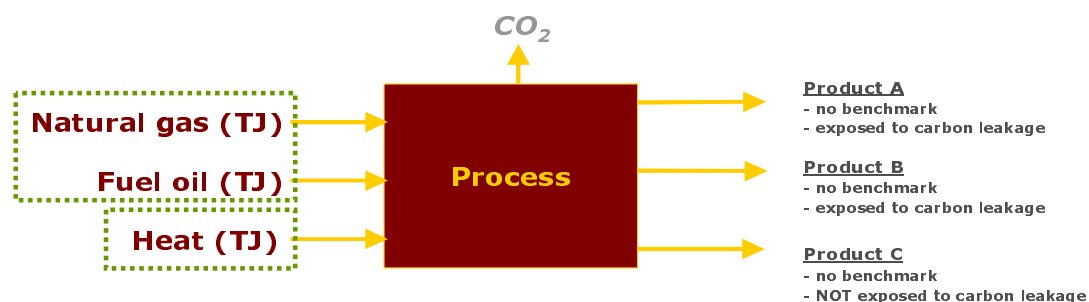 CO2
Natural gas (TJ)
Fuel oil (TJ)
Heat (TJ)
Process
Product A
- no benchmark
- exposed to carbon leakage
Product B
- no benchmark
- exposed to carbon leakage
Product C
- no benchmark
- NOT exposed to carbon leakage